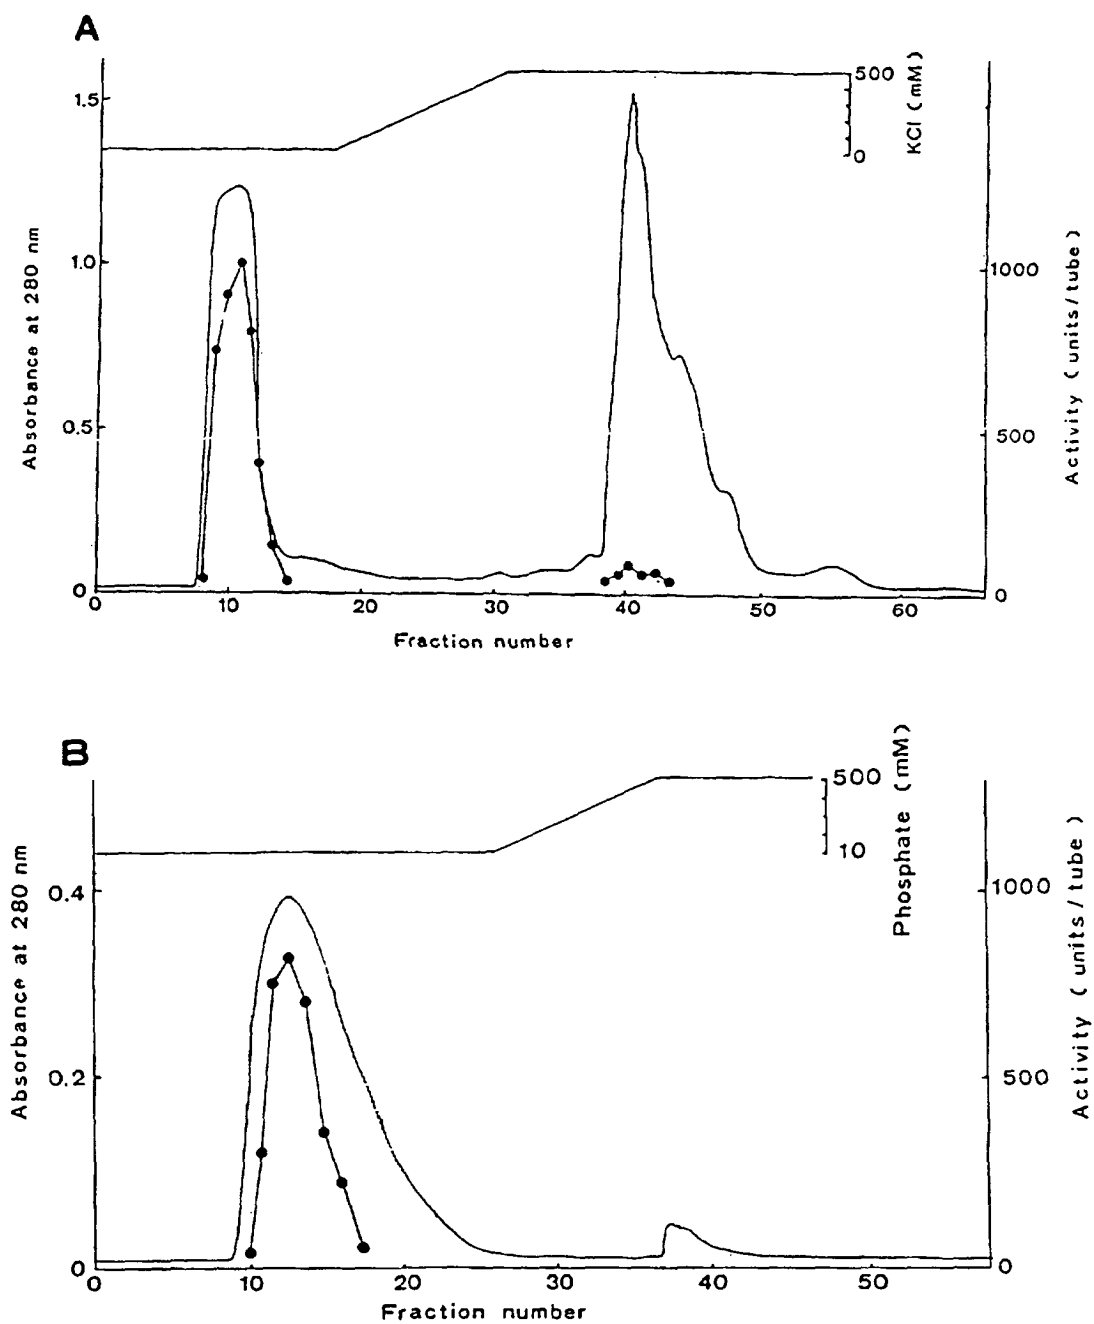 A
500
KCl (mM)
0
1.5
1.0
0.5
0
Absorbance at 280 nm
1000
500
0
Activity (units/tube)
0 10 20 30 40 50 60
Fraction number
B
500
Phosphate (mM)
10
0.4
0.2
0
Absorbance at 280 nm
1000
500
0
Activity (units/tube)
0 10 20 30 40 50
Fraction number